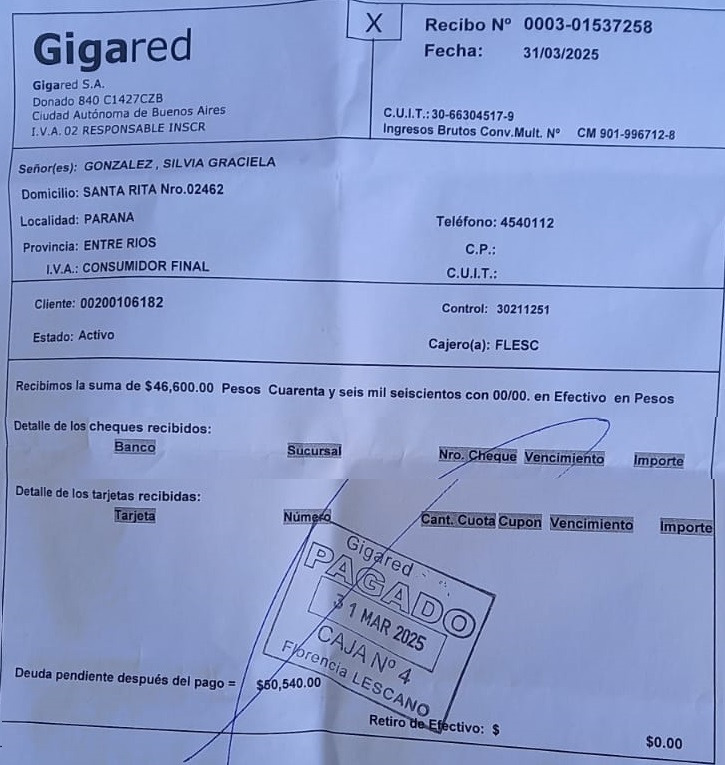 Gigared
X
Recibo Nº 0003-01537258
Fecha: 31/03/2025
Gigared S.A.
Donado 840 C1427CZB
Ciudad Autónoma de Buenos Aires
I.V.A. 02 RESPONSABLE INSCR
C.U.I.T.: 30-66304517-9
Ingresos Brutos Conv.Mult. Nº CM 901-996712-8
Señor(es): GONZALEZ , SILVIA GRACIELA
Domicilio: SANTA RITA Nro.02462
Localidad: PARANA
Teléfono: 4540112
Provincia: ENTRE RIOS
C.P.:
I.V.A.: CONSUMIDOR FINAL
C.U.I.T.:
Cliente: 00200106182
Control: 30211251
Estado: Activo
Cajero(a): FLESC
Recibimos la suma de $46,600.00 Pesos Cuarenta y seis mil seiscientos con 00/00. en Efectivo en Pesos
Detalle de los cheques recibidos:
Banco Sucursal Nro. Cheque Vencimiento Importe
Detalle de los tarjetas recibidas:
Tarjeta Número Cant. Cuota Cupon Vencimiento Importe
Gigared
PAGADO
31 MAR 2025
CAJA Nº 4
Florencia LESCANO
Deuda pendiente después del pago = $50,540.00
Retiro de Efectivo: $ $0.00